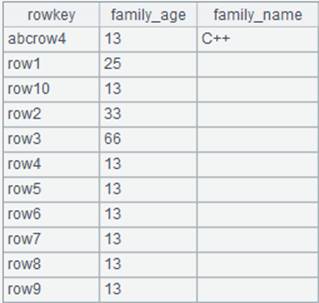 rowkey family_age family_name
abcrow4 13 C++
row1 25
row10 13
row2 33
row3 66
row4 13
row5 13
row6 13
row7 13
row8 13
row9 13